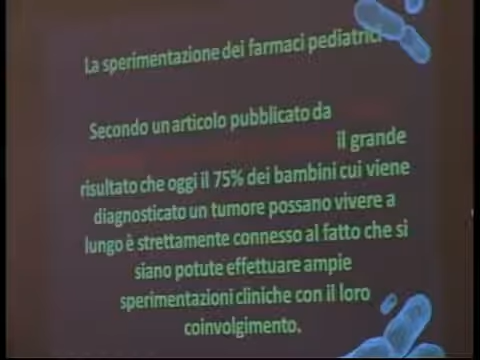 La sperimentazione dei farmaci pediatrici
Secondo un articolo pubblicato da
il grande
risultato che oggi il 75% dei bambini cui viene
diagnosticato un tumore possano vivere a
lungo è strettamente connesso al fatto che si
siano potute effettuare ampie
sperimentazioni cliniche con il loro
coinvolgimento.